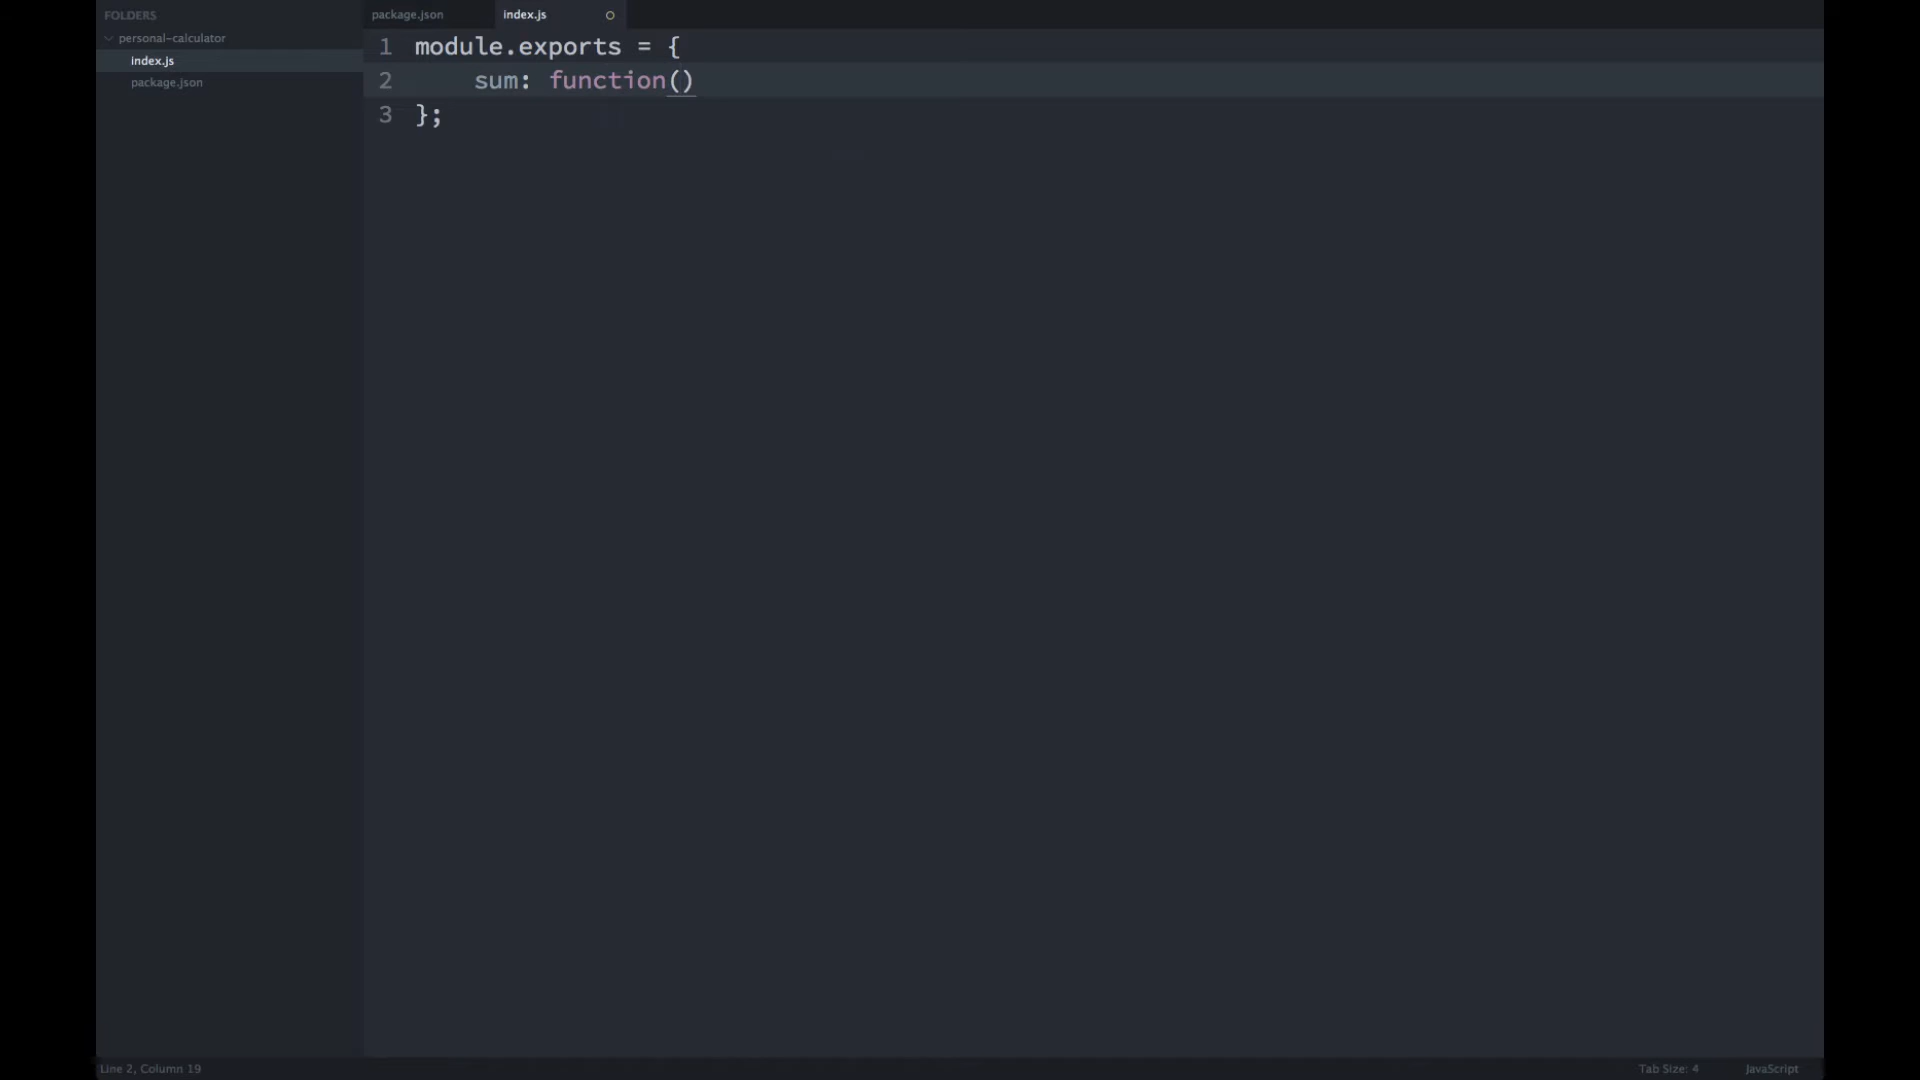 FOLDERS
personal-calculator
index.js
package.json
package.json
index.js
1 module.exports = {
2 sum: function()
3 };
Line 2, Column 19
Tab Size: 4
JavaScript